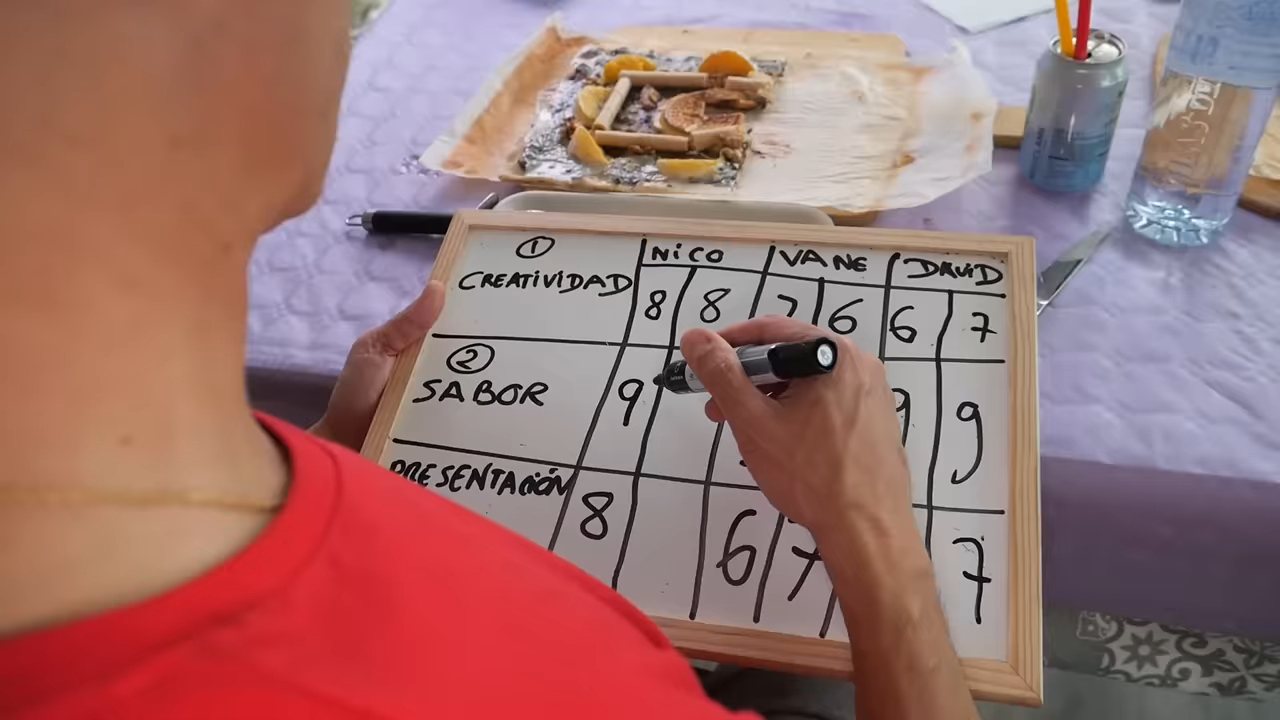 ① NiCO VANE DAViD
CREATiViDAD 8 8 7 6 6 7
②
SABOR 9 9 9
PRESENTACiÓN 8 6 7 7